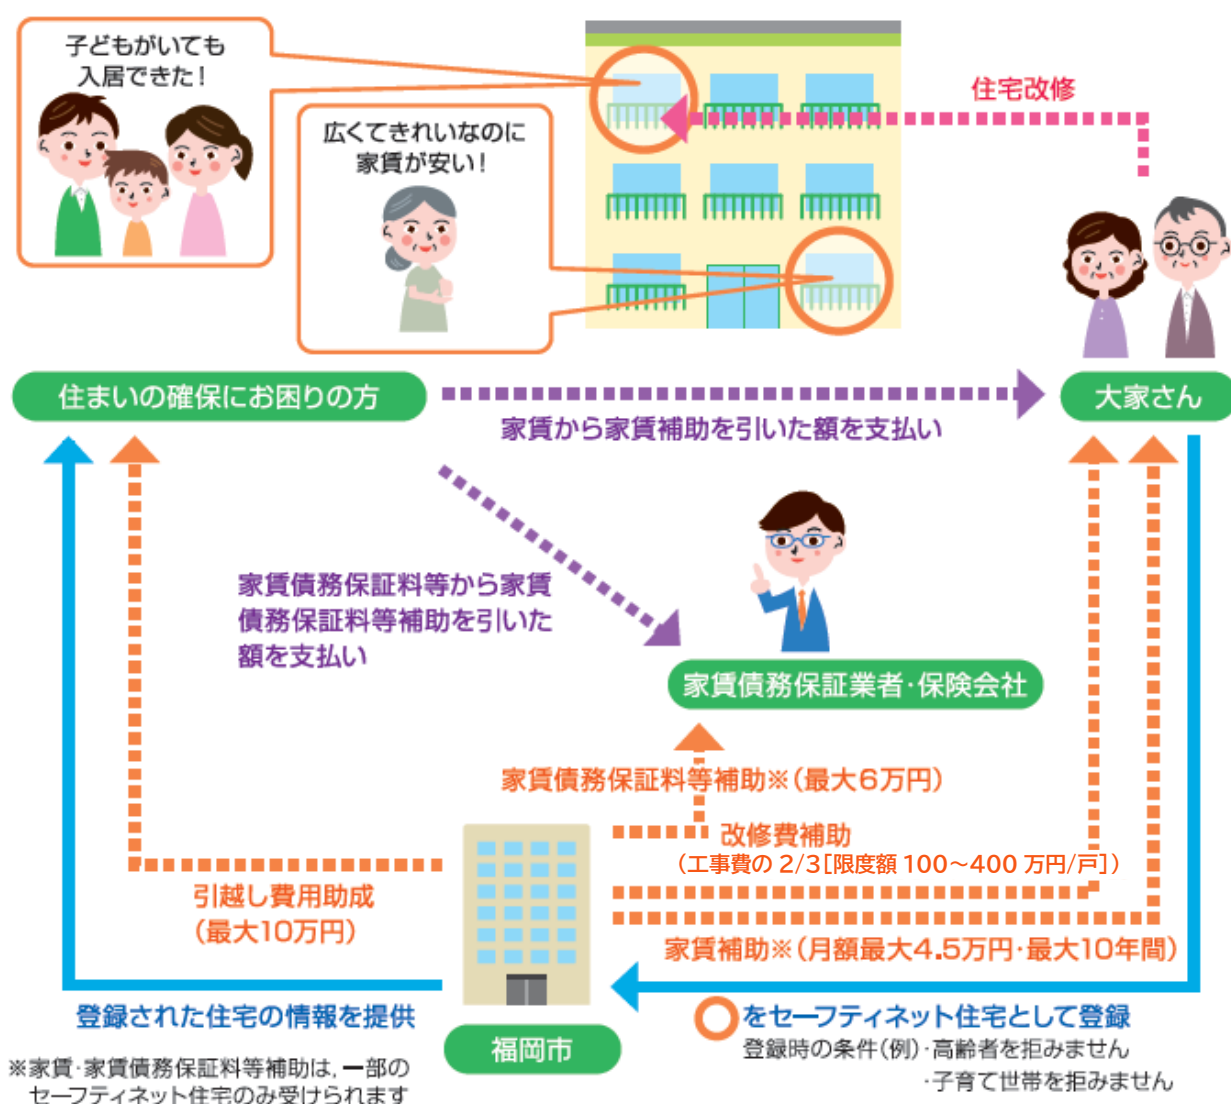 子どもがいても
入居できた！
広くてきれいなのに
家賃が安い！
住宅改修
住まいの確保にお困りの方
大家さん
家賃から家賃補助を引いた額を支払い
家賃債務保証料等から家賃
債務保証料等補助を引いた
額を支払い
家賃債務保証業者・保険会社
家賃債務保証料等補助※（最大6万円）
改修費補助
（工事費の 2/3［限度額 100～400 万円/戸］）
引越し費用助成
（最大10万円）
家賃補助※（月額最大4.5万円・最大10年間）
登録された住宅の情報を提供
福岡市
をセーフティネット住宅として登録
登録時の条件（例）・高齢者を拒みません
・子育て世帯を拒みません
※家賃・家賃債務保証料等補助は、一部の
セーフティネット住宅のみ受けられます